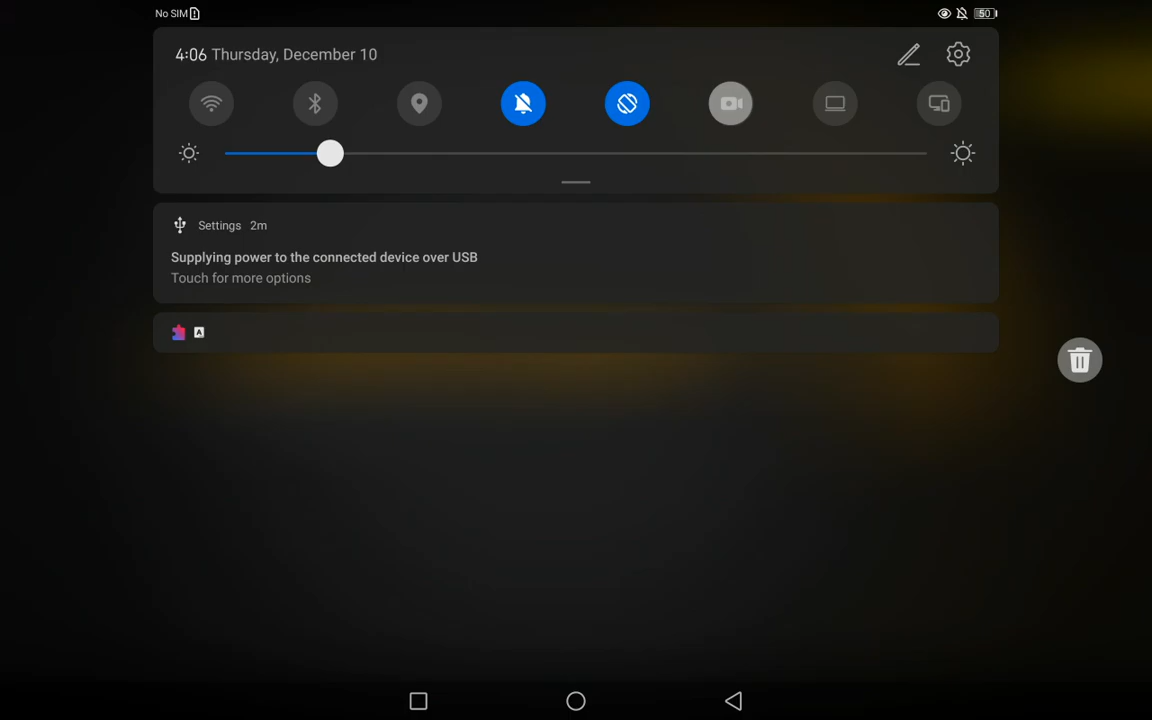 No SIM
50
4:06 Thursday, December 10
Settings 2m
Supplying power to the connected device over USB
Touch for more options
A